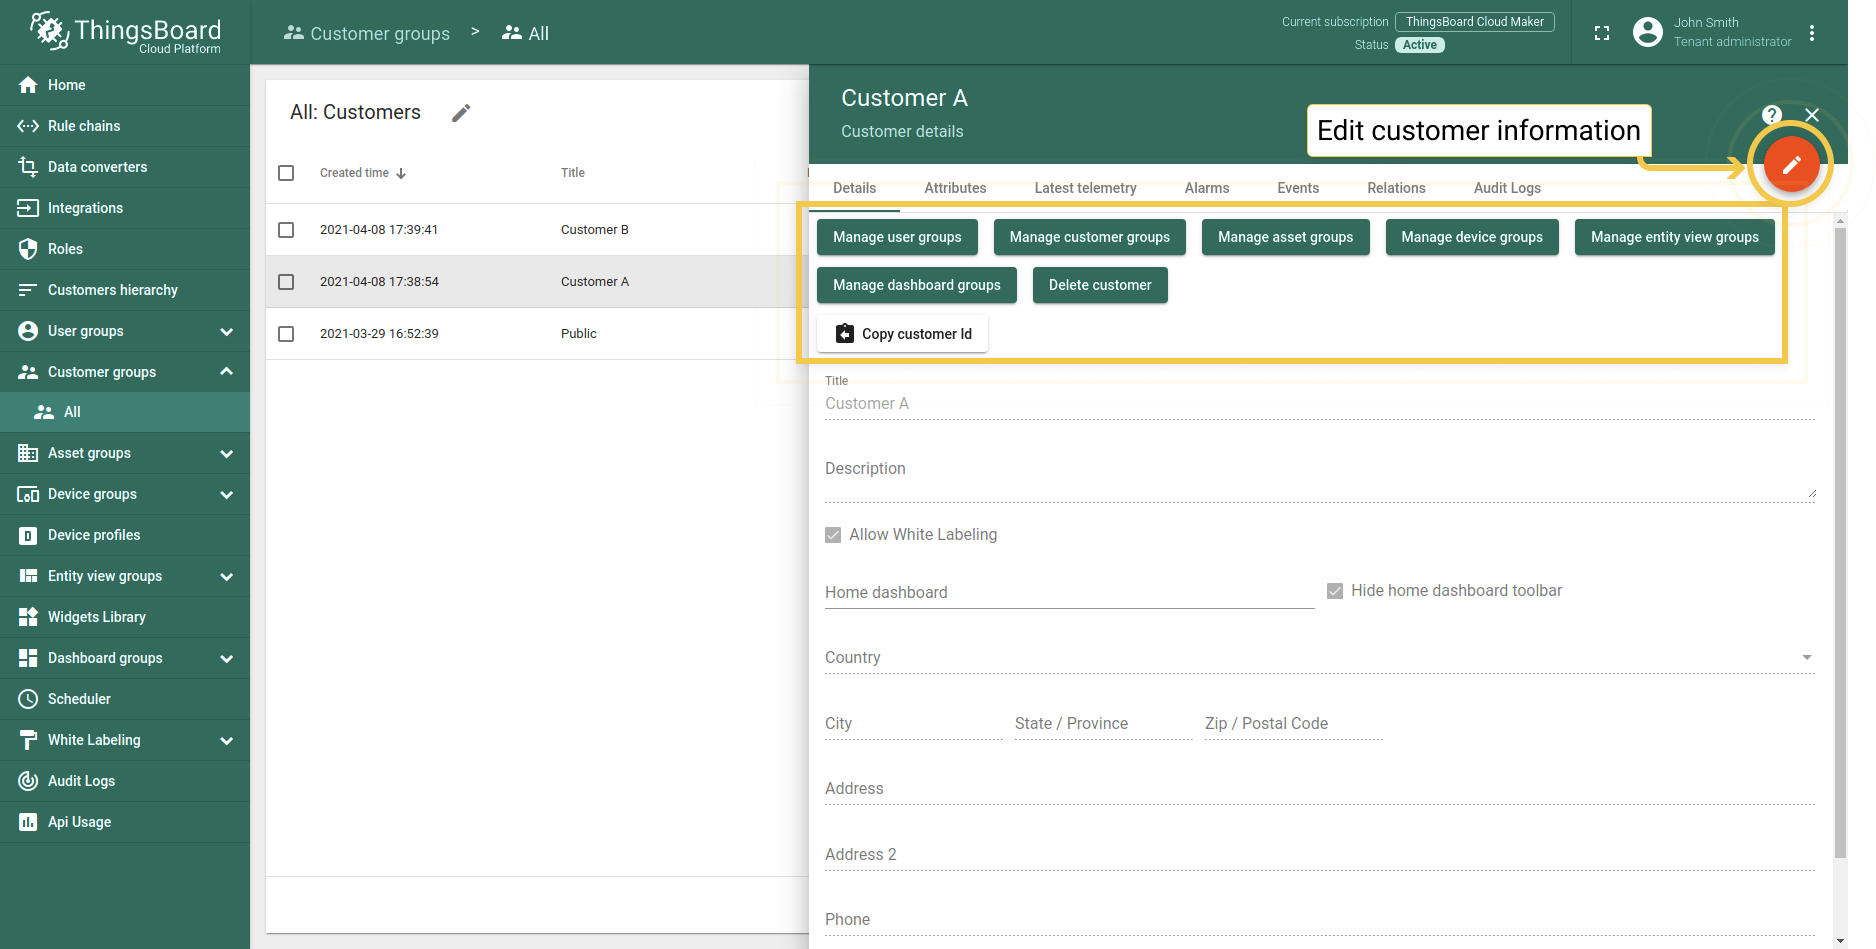 ThingsBoard
Cloud Platform
Customer groups > All
Current subscription ThingsBoard Cloud Maker
Status Active
John Smith
Tenant administrator
Home
Rule chains
Data converters
Integrations
Roles
Customers hierarchy
User groups
Customer groups
All
Asset groups
Device groups
Device profiles
Entity view groups
Widgets Library
Dashboard groups
Scheduler
White Labeling
Audit Logs
Api Usage
All: Customers
Created time Title
2021-04-08 17:39:41 Customer B
2021-04-08 17:38:54 Customer A
2021-03-29 16:52:39 Public
Customer A
Customer details
Edit customer information
Details Attributes Latest telemetry Alarms Events Relations Audit Logs
Manage user groups Manage customer groups Manage asset groups Manage device groups Manage entity view groups
Manage dashboard groups Delete customer
Copy customer Id
Title
Customer A
Description
Allow White Labeling
Home dashboard Hide home dashboard toolbar
Country
City State / Province Zip / Postal Code
Address
Address 2
Phone